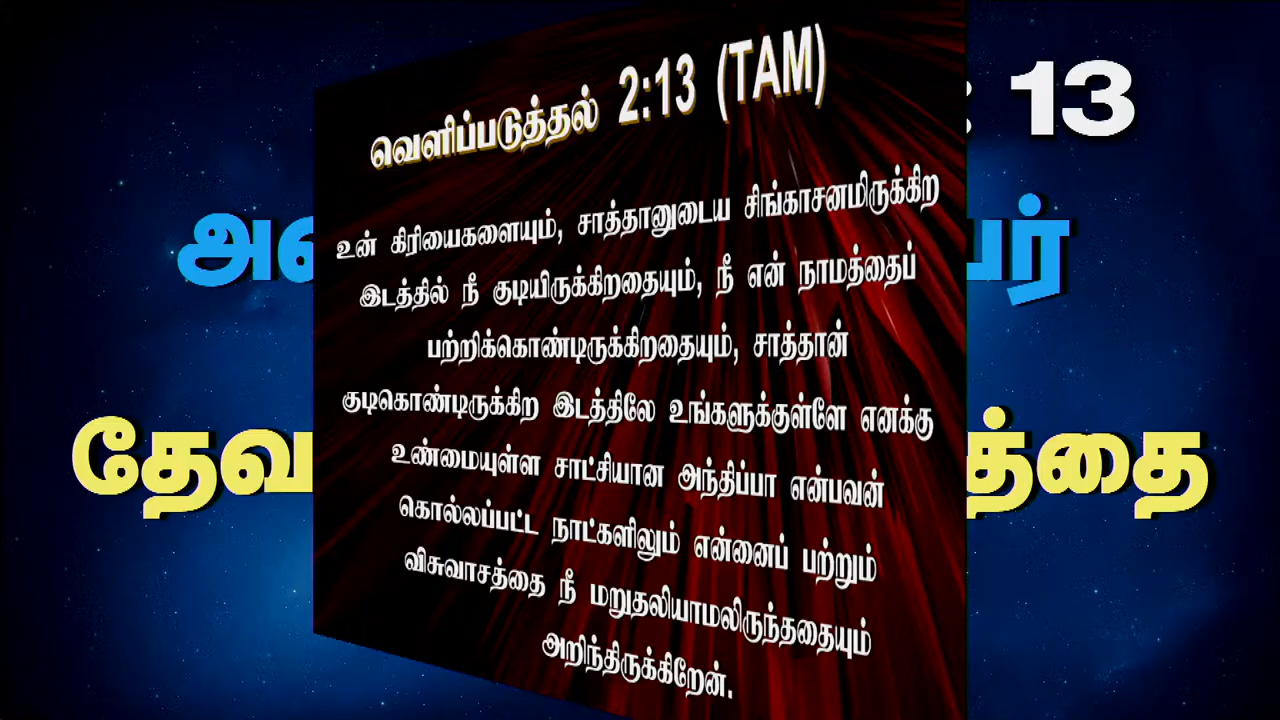 வெளிப்படுத்தல் 2:13 (TAM)
உன் கிரியைகளையும், சாத்தானுடைய சிங்காசனமிருக்கிற
இடத்தில் நீ குடியிருக்கிறதையும், நீ என் நாமத்தைப்
பற்றிக்கொண்டிருக்கிறதையும், சாத்தான்
குடிகொண்டிருக்கிற இடத்திலே உங்களுக்குள்ளே எனக்கு
உண்மையுள்ள சாட்சியான அந்திப்பா என்பவன்
கொல்லப்பட்ட நாட்களிலும் என்னைப் பற்றும்
விசுவாசத்தை நீ மறுதலியாமலிருந்ததையும்
அறிந்திருக்கிறேன்.
: 13